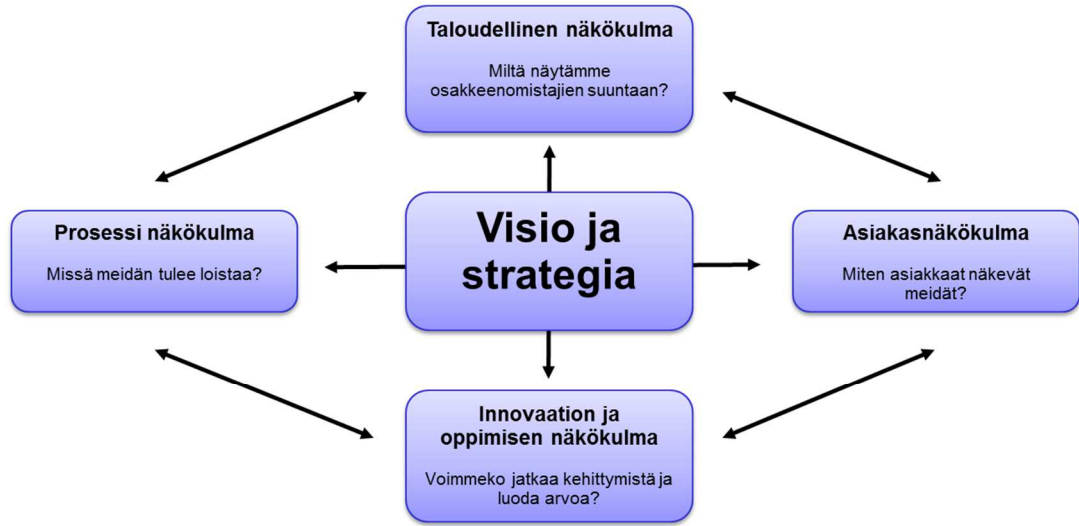 Taloudellinen näkökulma
Miltä näytämme
osakkeenomistajien suuntaan?
Prosessi näkökulma
Missä meidän tulee loistaa?
Visio ja
strategia
Asiakasnäkökulma
Miten asiakkaat näkevät
meidät?
Innovaation ja
oppimisen näkökulma
Voimmeko jatkaa kehittymistä ja
luoda arvoa?